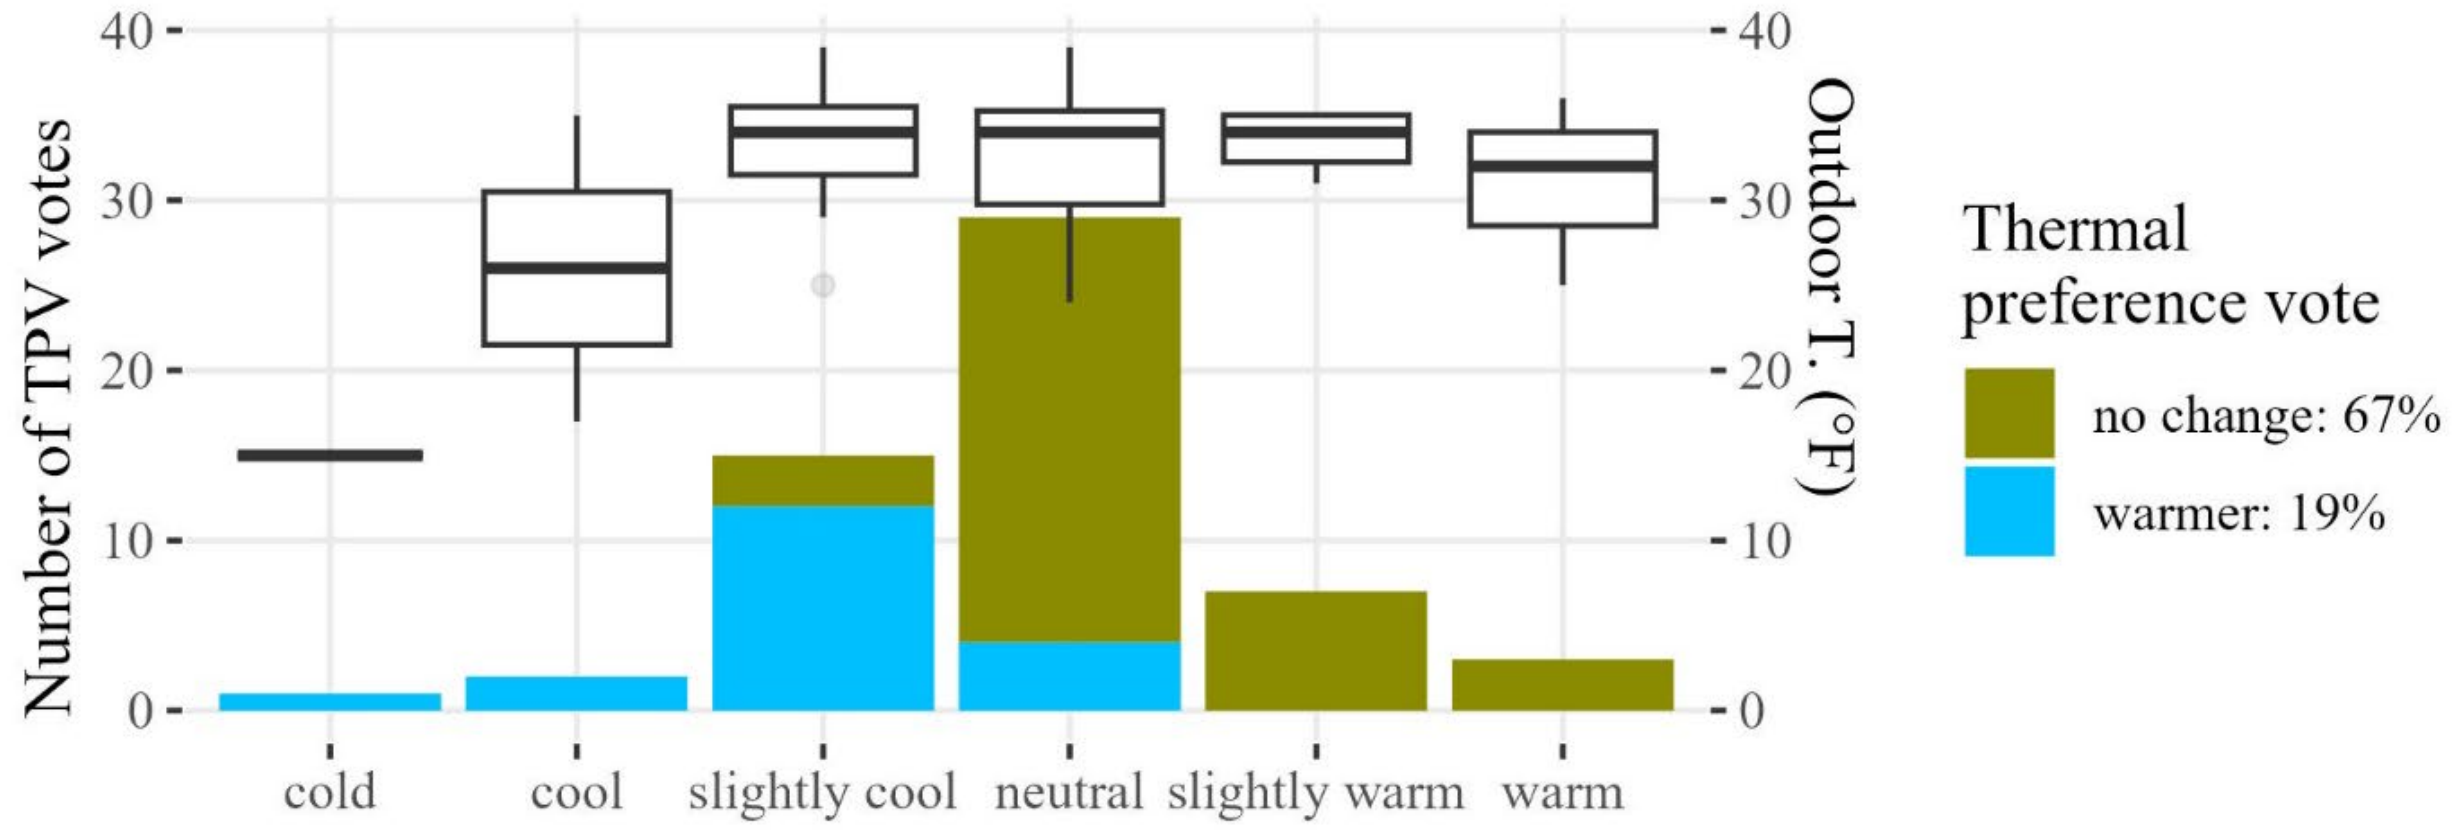 Number of TPV votes
40
30
20
10
0
cold
cool
slightly cool
neutral
slightly warm
warm
40
30
20
10
0
Outdoor T. (°F)
Thermal
preference vote
no change: 67%
warmer: 19%